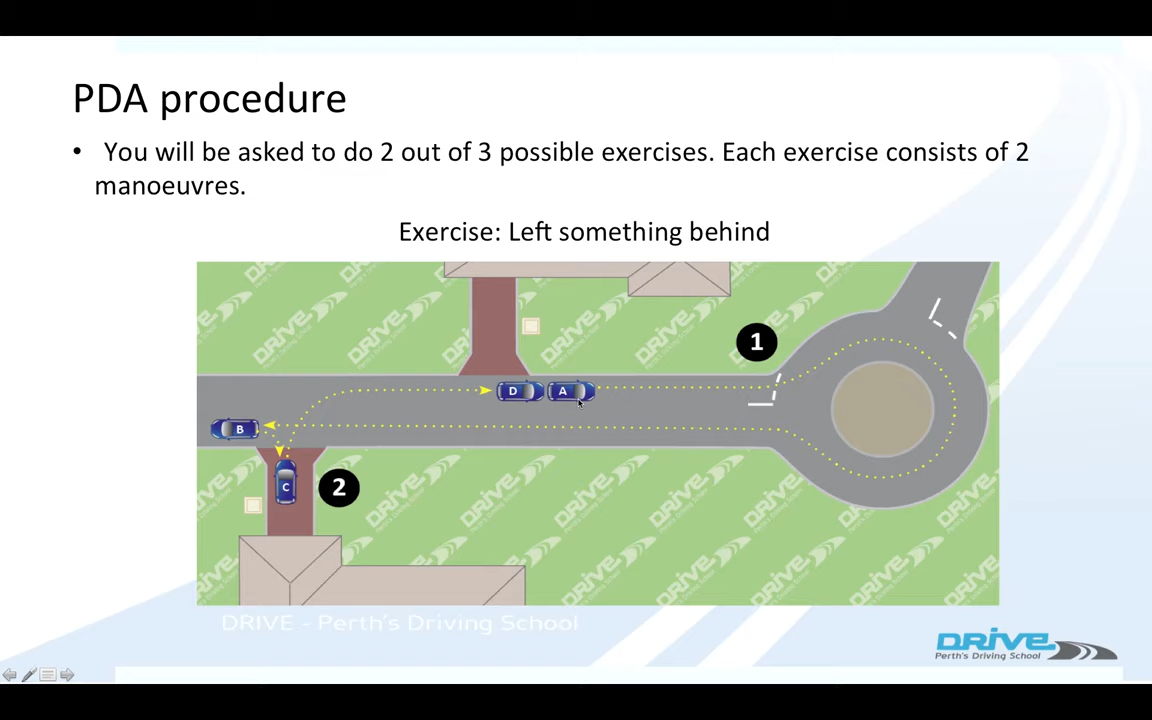 PDA procedure
• You will be asked to do 2 out of 3 possible exercises. Each exercise consists of 2
manoeuvres.
Exercise: Left something behind
1
D A
B
C 2
DRIVE - Perth's Driving School
DRIVE
Perth's Driving School